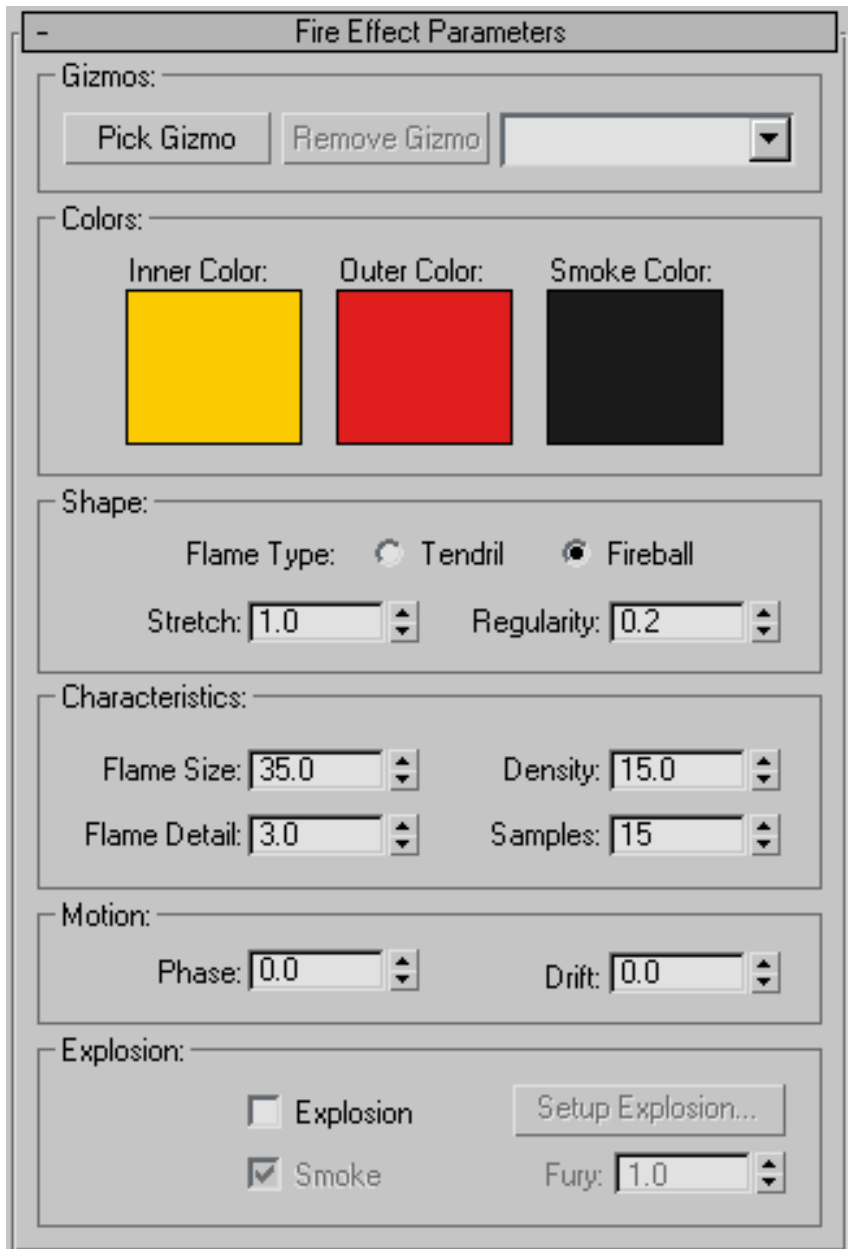 - Fire Effect Parameters
Gizmos:
Pick Gizmo Remove Gizmo
Colors:
Inner Color: Outer Color: Smoke Color:
Shape:
Flame Type: Tendril Fireball
Stretch: 1.0 Regularity: 0.2
Characteristics:
Flame Size: 35.0 Density: 15.0
Flame Detail: 3.0 Samples: 15
Motion:
Phase: 0.0 Drift: 0.0
Explosion:
Explosion Setup Explosion...
Smoke Fury: 1.0